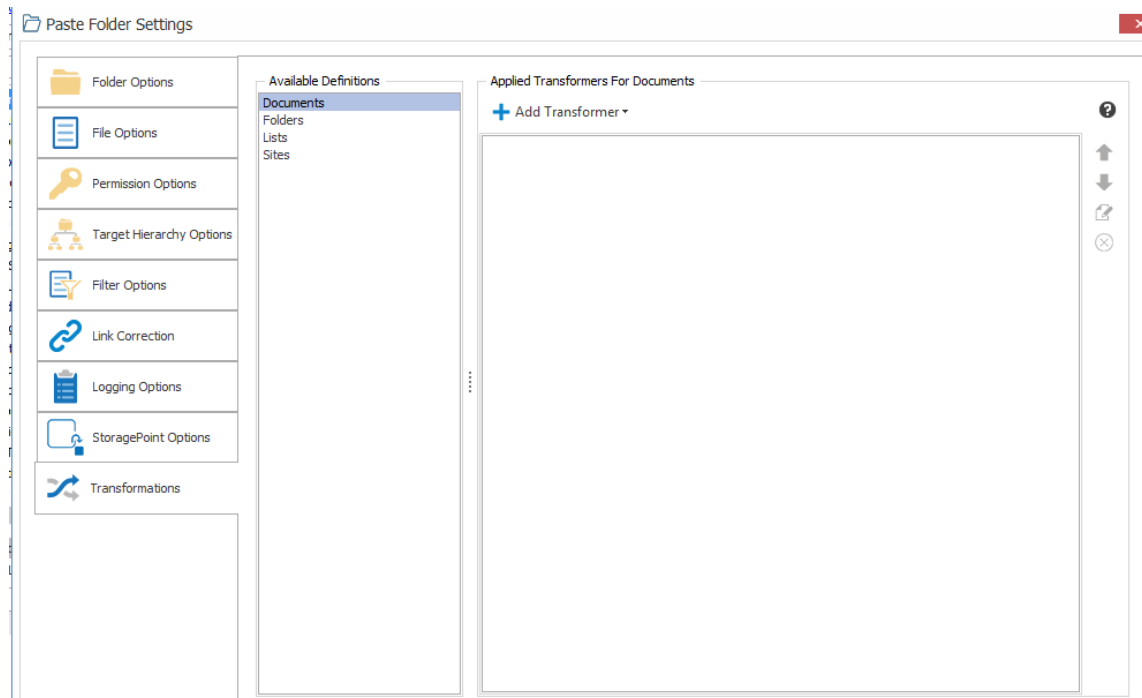 Paste Folder Settings
Folder Options
File Options
Permission Options
Target Hierarchy Options
Filter Options
Link Correction
Logging Options
StoragePoint Options
Transformations
Available Definitions
Documents
Folders
Lists
Sites
Applied Transformers For Documents
Add Transformer